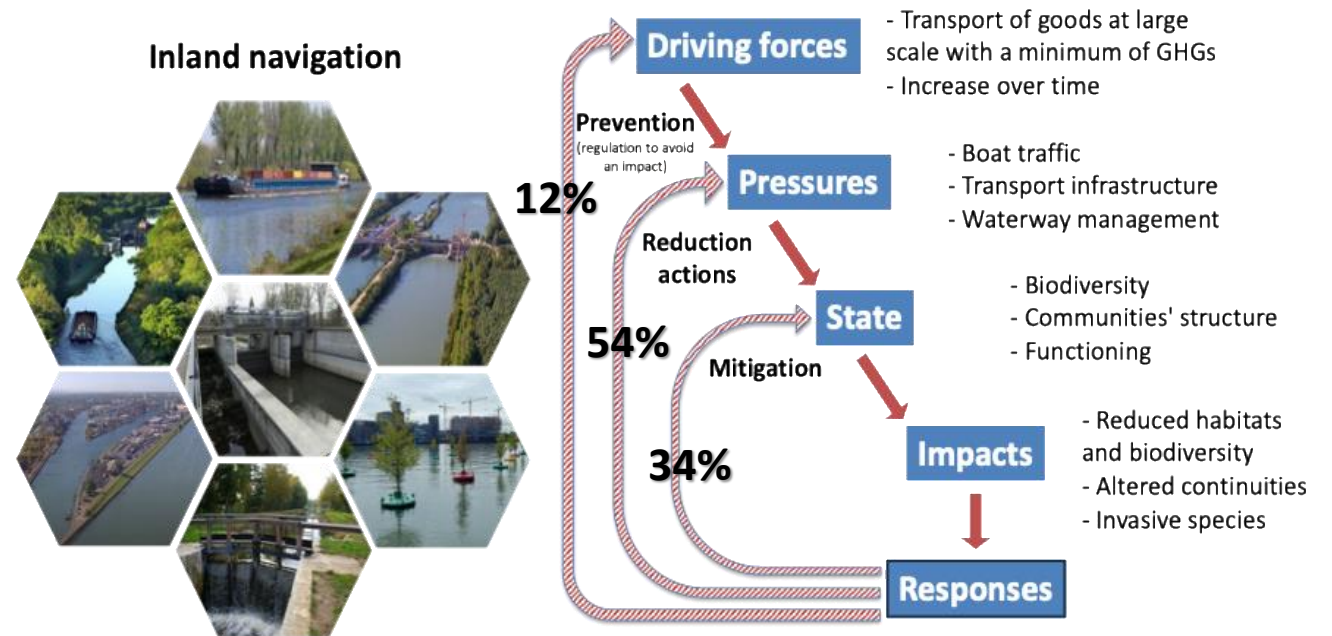 Inland navigation
Driving forces
- Transport of goods at large
scale with a minimum of GHGs
- Increase over time
Prevention
(regulation to avoid
an impact)
12%
Pressures
- Boat traffic
- Transport infrastructure
- Waterway management
Reduction
actions
54%
State
- Biodiversity
- Communities' structure
- Functioning
Mitigation
34%
Impacts
- Reduced habitats
and biodiversity
- Altered continuities
- Invasive species
Responses